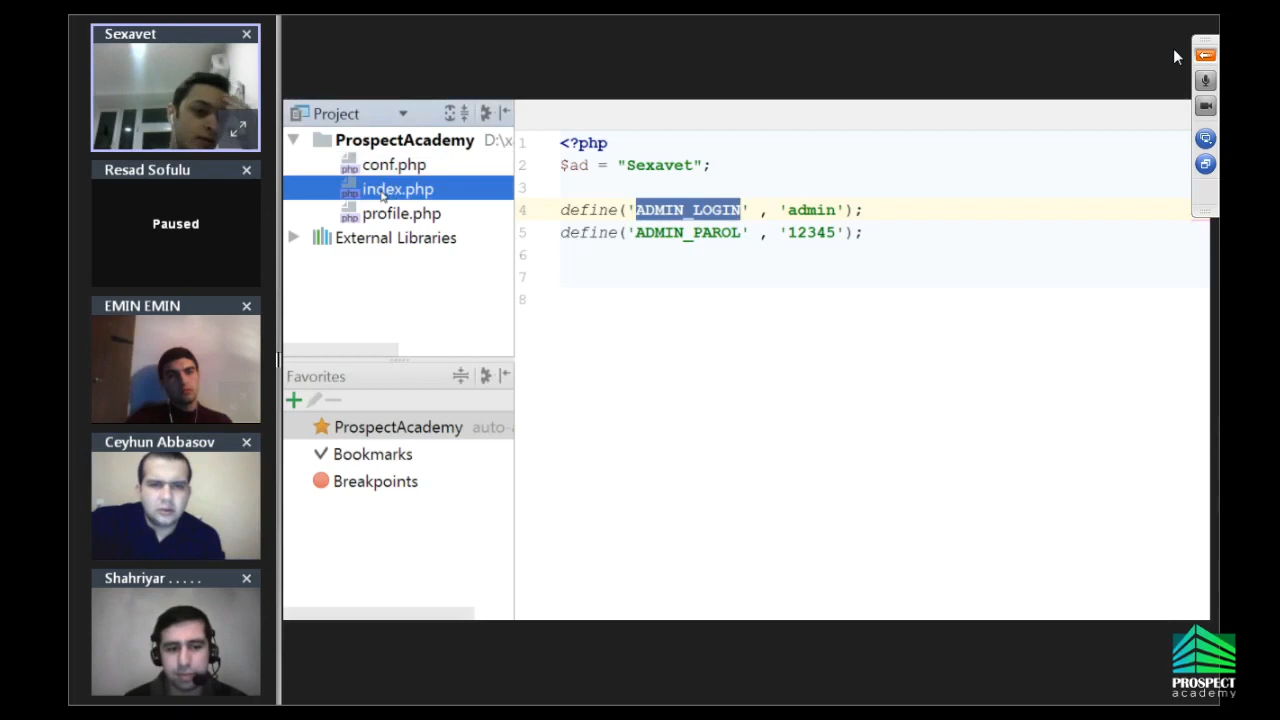 Sexavet
Resad Sofulu
Paused
EMIN EMIN
Ceyhun Abbasov
Shahriyar . . . . .
Project
ProspectAcademy D:\x
conf.php
index.php
profile.php
External Libraries
Favorites
ProspectAcademy auto-
Bookmarks
Breakpoints
1 <?php
2 $ad = "Sexavet";
3
4 define('ADMIN_LOGIN' , 'admin');
5 define('ADMIN_PAROL' , '12345');
6
7
8
PROSPECT
academy